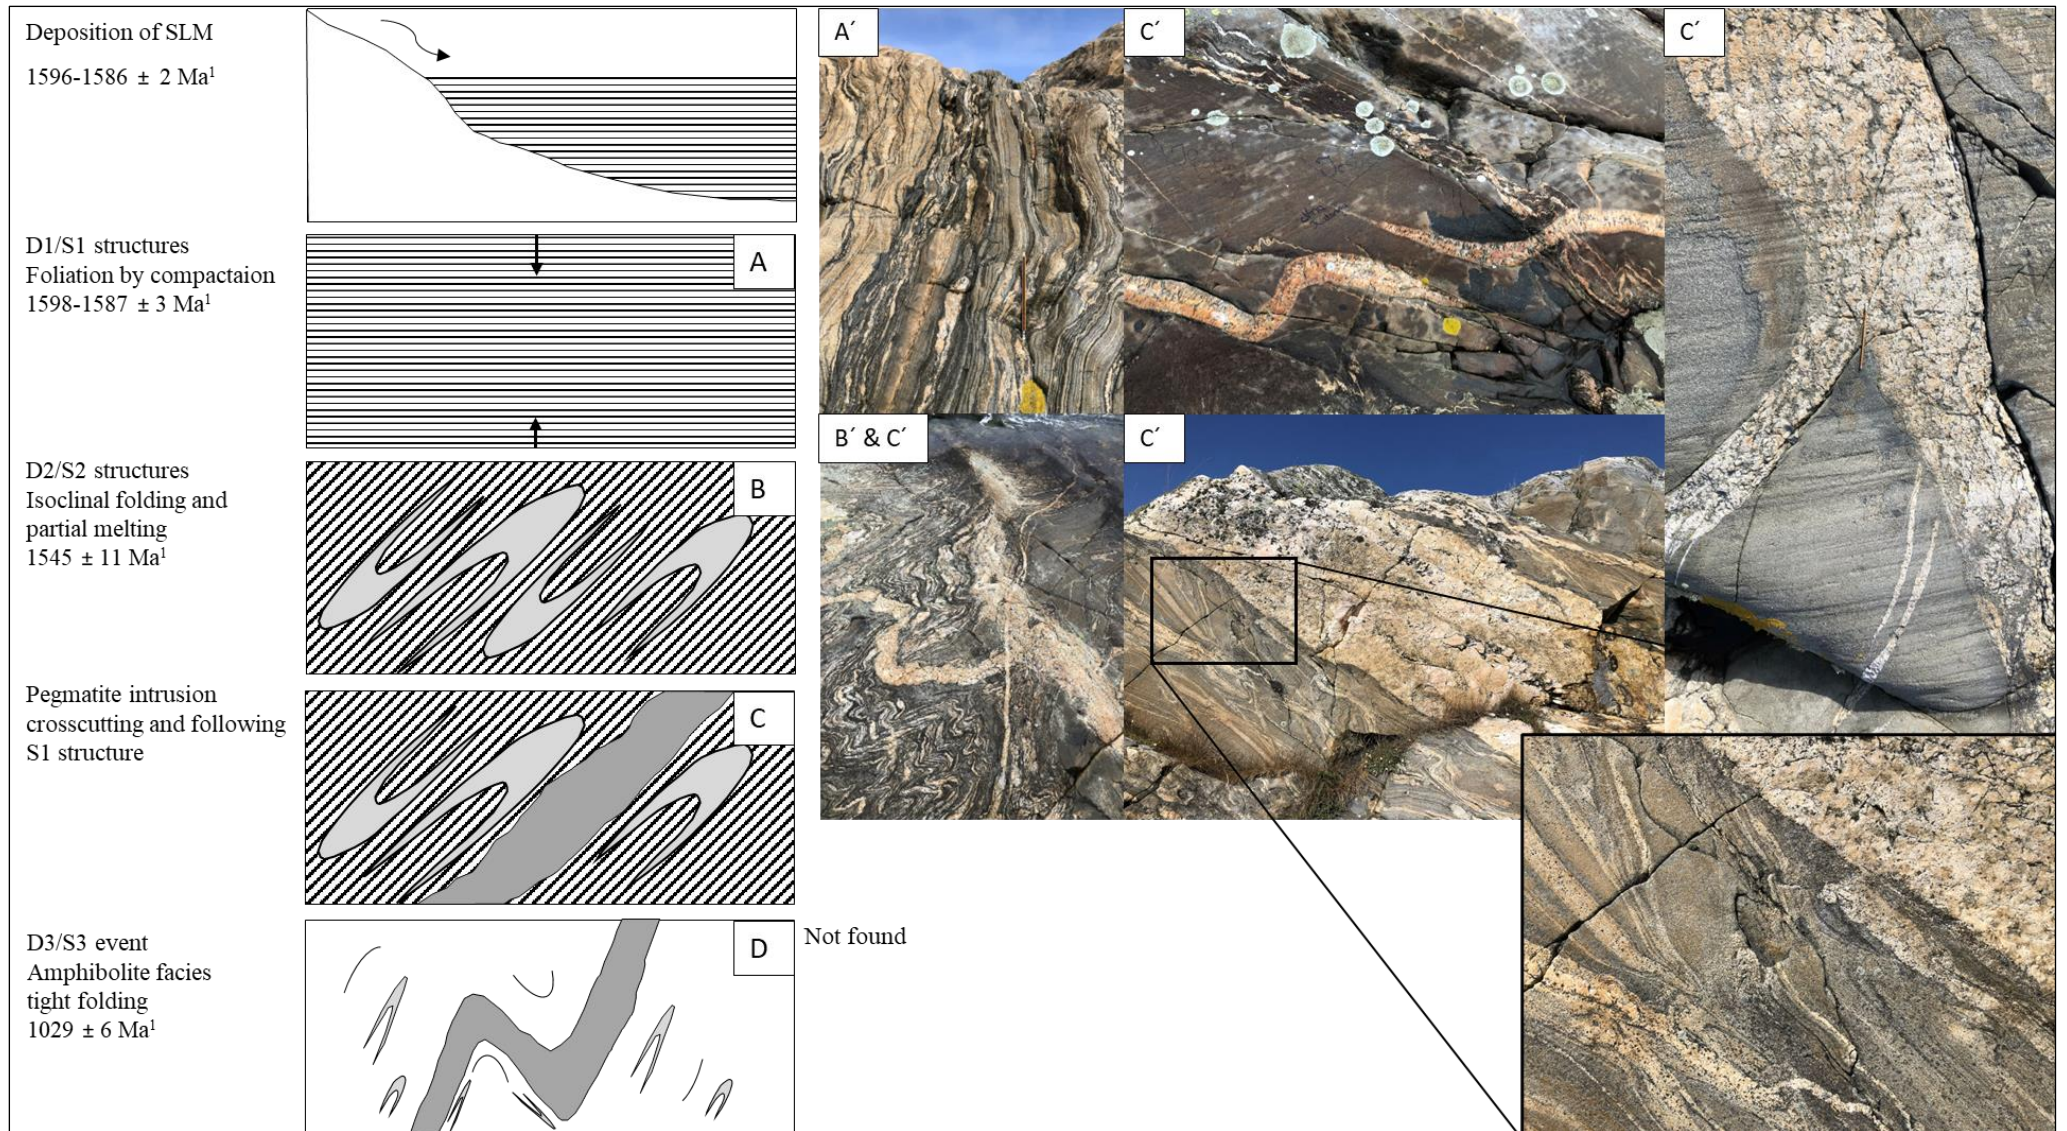 Deposition of SLM
1596-1586 ± 2 Ma¹
D1/S1 structures
Foliation by compactaion
1598-1587 ± 3 Ma¹
A
D2/S2 structures
Isoclinal folding and
partial melting
1545 ± 11 Ma¹
B
Pegmatite intrusion
crosscutting and following
S1 structure
C
D3/S3 event
Amphibolite facies
tight folding
1029 ± 6 Ma¹
D
Not found
A´
C´
C´
B´ & C´
C´